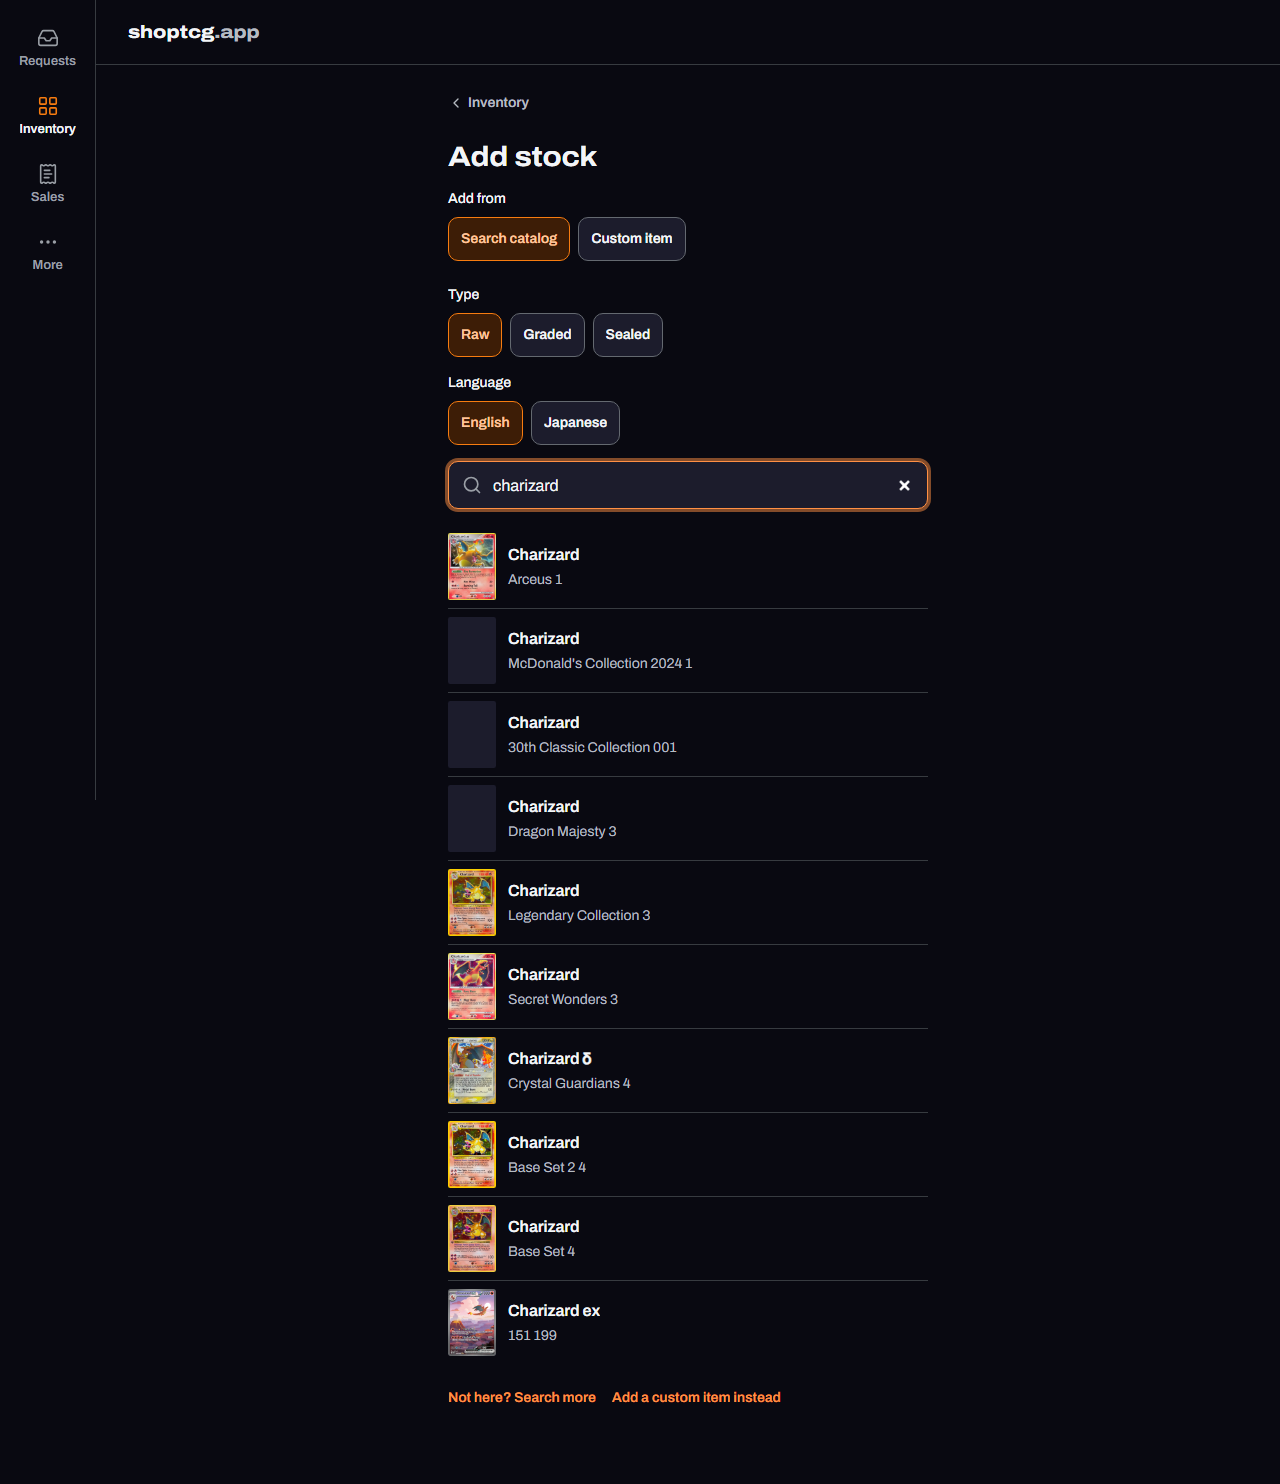 shoptcg.app
Requests
Inventory
Sales
More
Inventory
Add stock
Add from
Search catalog
Custom item
Type
Raw
Graded
Sealed
Language
English
Japanese
charizard
Charizard
Arceus 1
Charizard
McDonald's Collection 2024 1
Charizard
30th Classic Collection 001
Charizard
Dragon Majesty 3
Charizard
Legendary Collection 3
Charizard
Secret Wonders 3
Charizard δ
Crystal Guardians 4
Charizard
Base Set 2 4
Charizard
Base Set 4
Charizard ex
151 199
Not here? Search more
Add a custom item instead